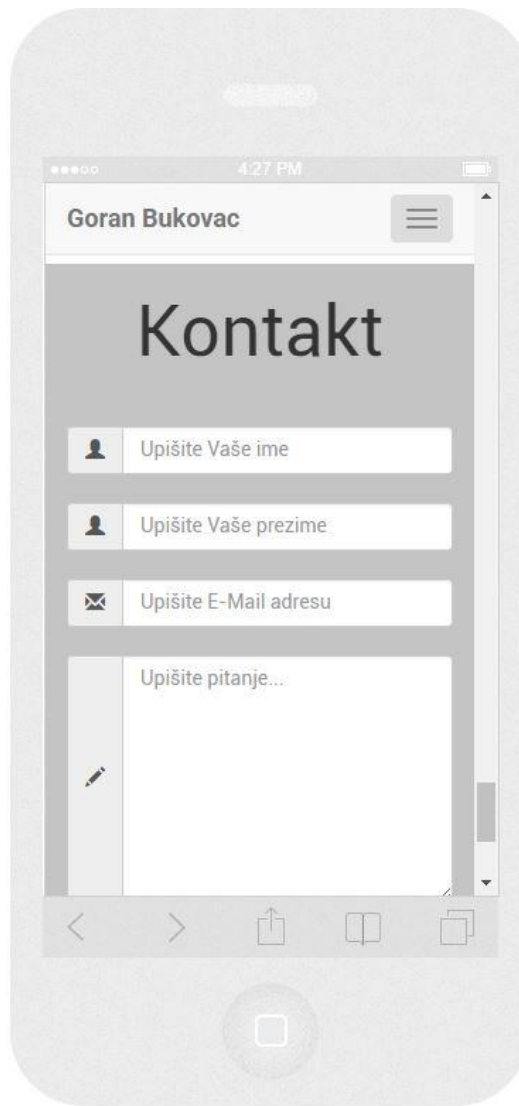 4:27 PM
Goran Bukovac
Kontakt
Upišite Vaše ime
Upišite Vaše prezime
Upišite E-Mail adresu
Upišite pitanje...